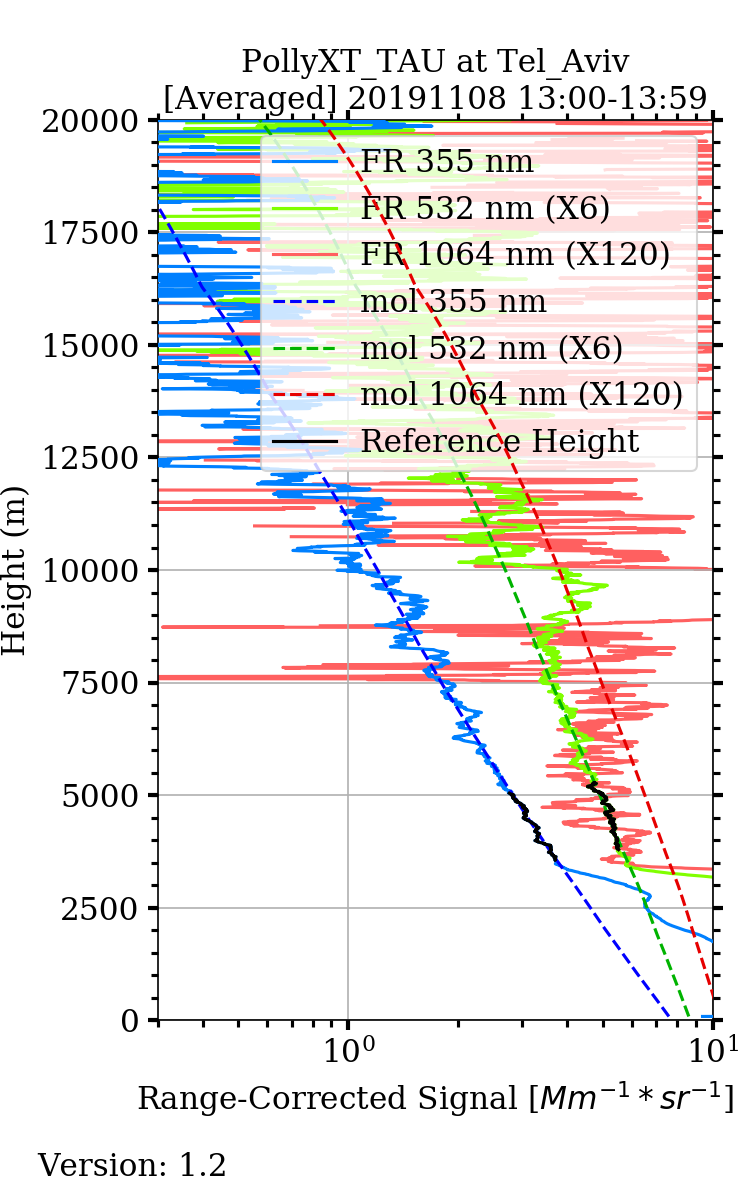 PollyXT_TAU at Tel_Aviv
[Averaged] 20191108 13:00-13:59
20000
17500
15000
12500
10000
7500
5000
2500
0
Height (m)
FR 355 nm
FR 532 nm (X6)
FR 1064 nm (X120)
mol 355 nm
mol 532 nm (X6)
mol 1064 nm (X120)
Reference Height
10⁰ 10¹
Range-Corrected Signal [Mm⁻¹ * sr⁻¹]
Version: 1.2